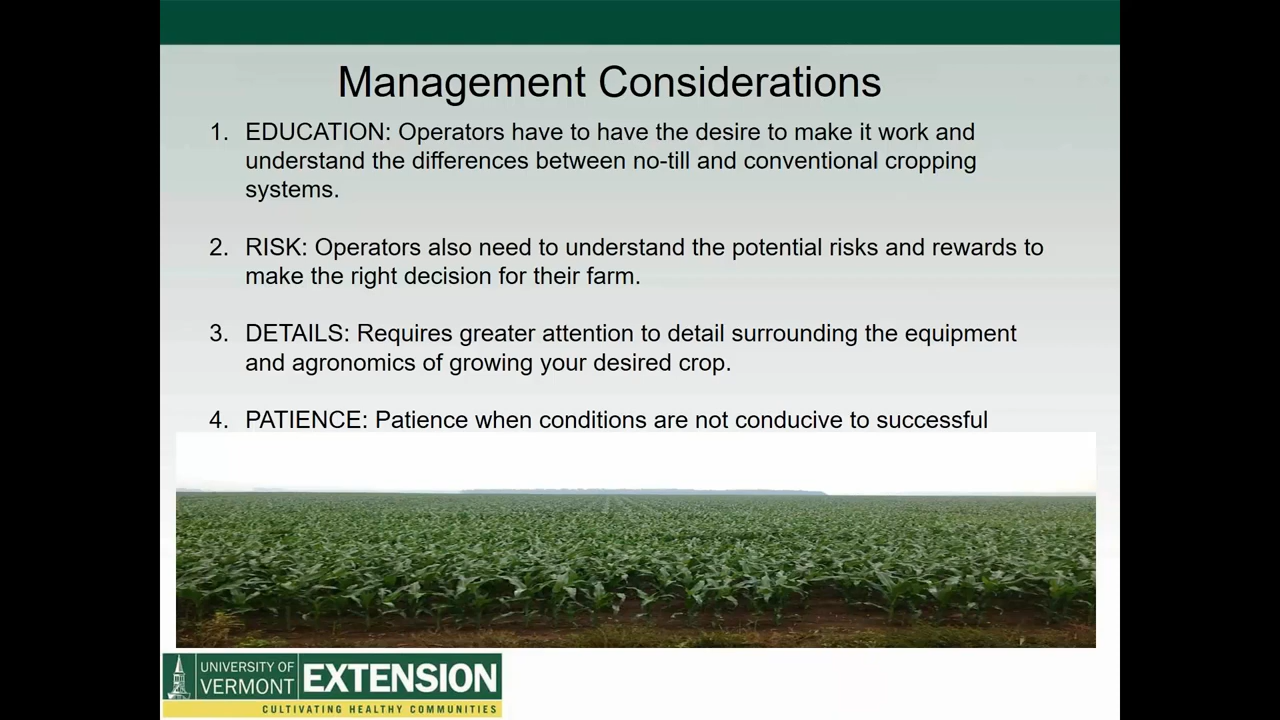 Management Considerations
1. EDUCATION: Operators have to have the desire to make it work and
understand the differences between no-till and conventional cropping
systems.
2. RISK: Operators also need to understand the potential risks and rewards to
make the right decision for their farm.
3. DETAILS: Requires greater attention to detail surrounding the equipment
and agronomics of growing your desired crop.
4. PATIENCE: Patience when conditions are not conducive to successful
UNIVERSITY OF
VERMONT
EXTENSION
CULTIVATING HEALTHY COMMUNITIES